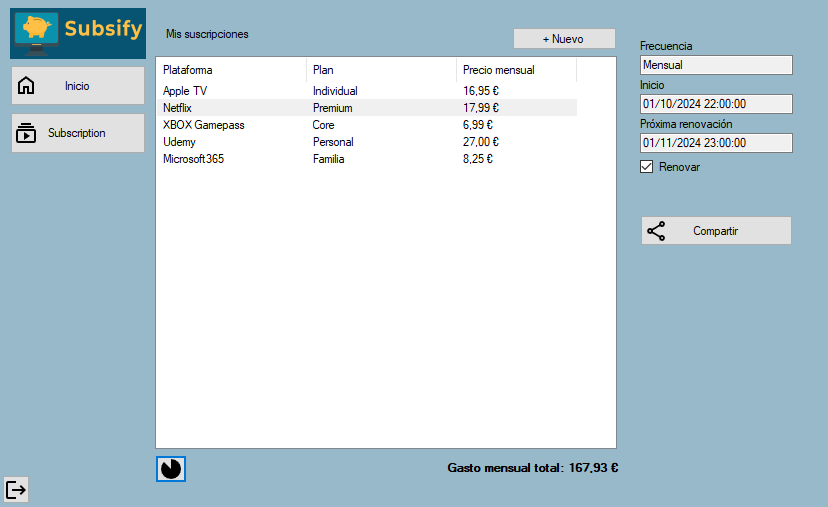 Subsify
Inicio
Subscription
Mis suscripciones
+ Nuevo
Plataforma Plan Precio mensual
Apple TV Individual 16,95 €
Netflix Premium 17,99 €
XBOX Gamepass Core 6,99 €
Udemy Personal 27,00 €
Microsoft365 Familia 8,25 €
Gasto mensual total: 167,93 €
Frecuencia
Mensual
Inicio
01/10/2024 22:00:00
Próxima renovación
01/11/2024 23:00:00
Renovar
Compartir